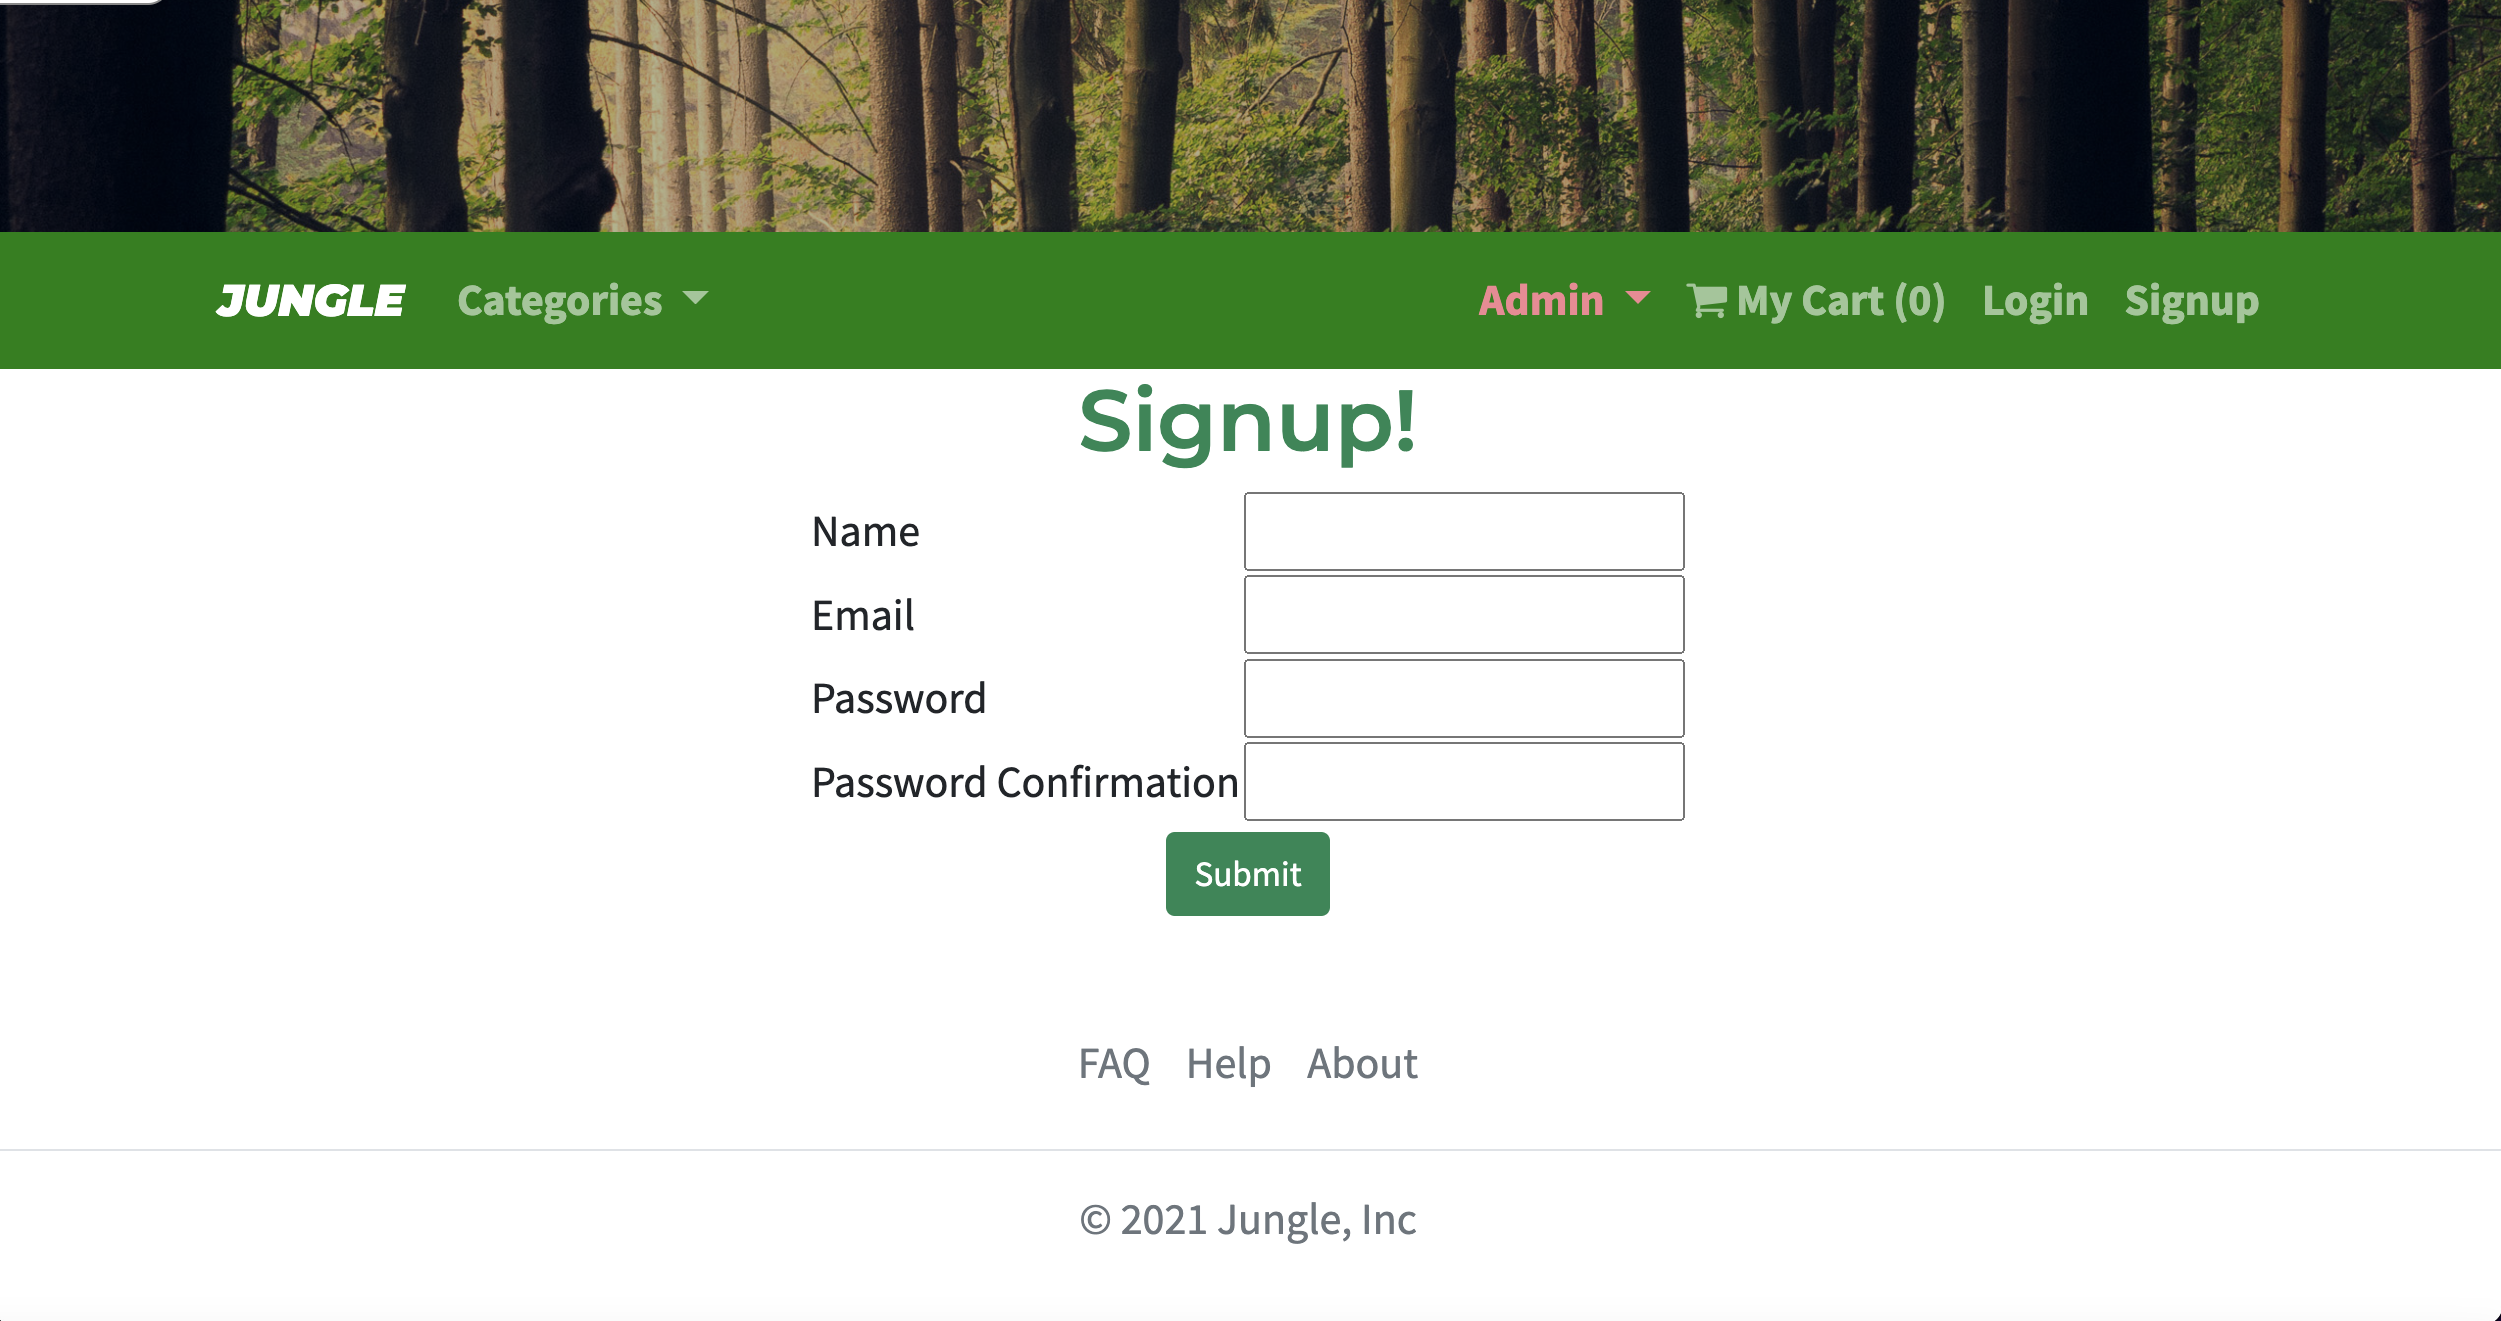 JUNGLE Categories Admin My Cart (0) Login Signup
Signup!
Name
Email
Password
Password Confirmation
Submit
FAQ Help About
© 2021 Jungle, Inc